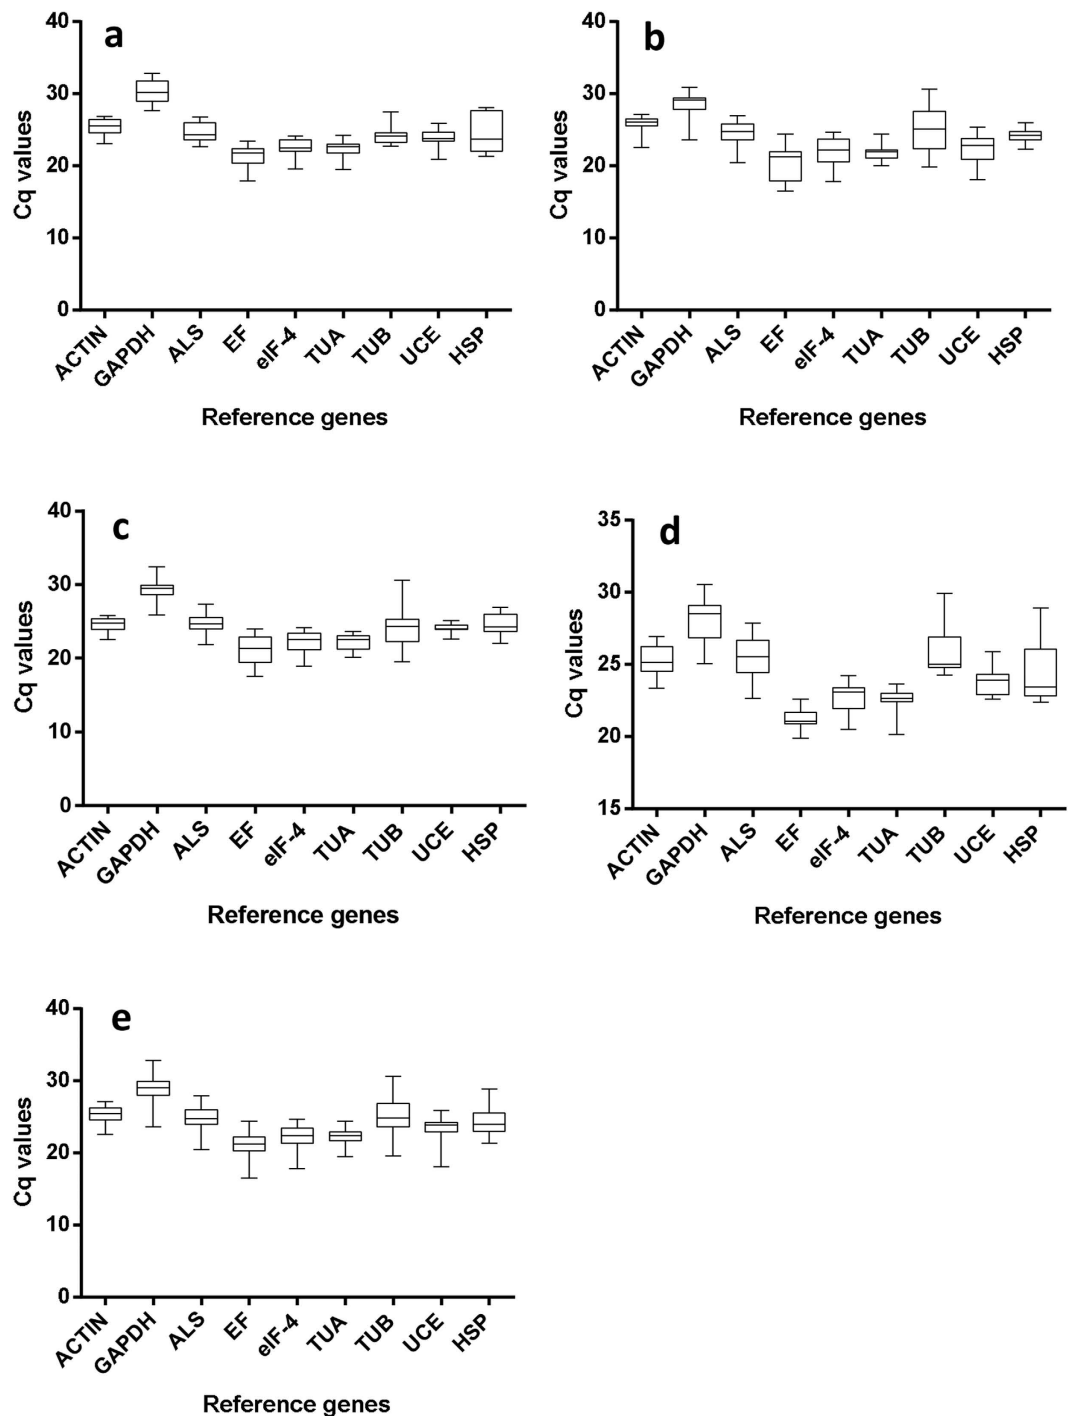 a
40
30
20
10
0
Cq values
ACTIN GAPDH ALS EF eIF-4 TUA TUB UCE HSP
Reference genes
b
40
30
20
10
0
Cq values
ACTIN GAPDH ALS EF eIF-4 TUA TUB UCE HSP
Reference genes
c
40
30
20
10
0
Cq values
ACTIN GAPDH ALS EF eIF-4 TUA TUB UCE HSP
Reference genes
d
35
30
25
20
15
Cq values
ACTIN GAPDH ALS EF eIF-4 TUA TUB UCE HSP
Reference genes
e
40
30
20
10
0
Cq values
ACTIN GAPDH ALS EF eIF-4 TUA TUB UCE HSP
Reference genes